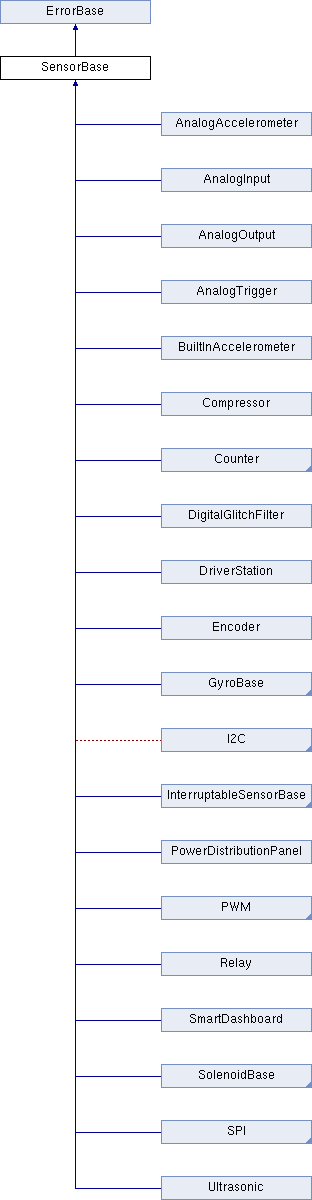 ErrorBase
SensorBase
AnalogAccelerometer
AnalogInput
AnalogOutput
AnalogTrigger
BuiltInAccelerometer
Compressor
Counter
DigitalGlitchFilter
DriverStation
Encoder
GyroBase
I2C
InterruptableSensorBase
PowerDistributionPanel
PWM
Relay
SmartDashboard
SolenoidBase
SPI
Ultrasonic